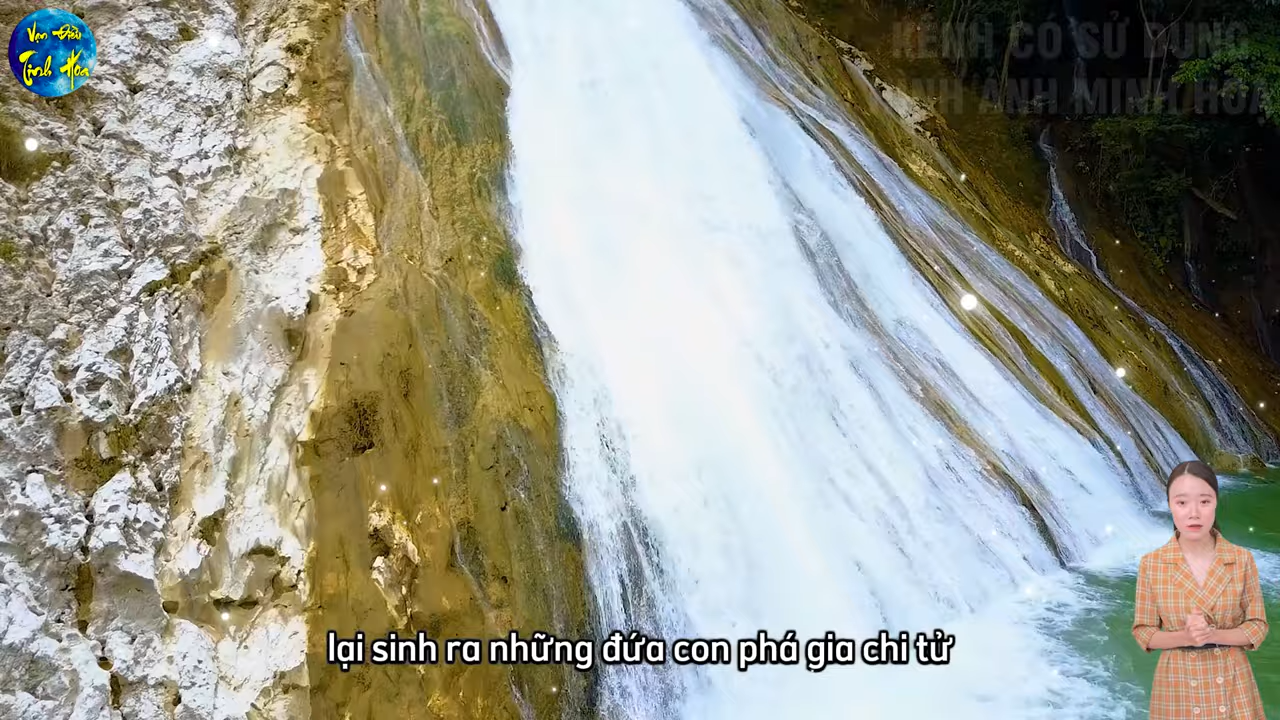 Vạn Điều
Tinh Hoa
KÊNH CÓ SỬ DỤNG
HÌNH ẢNH MINH HOẠ
lại sinh ra những đứa con phá gia chi tử